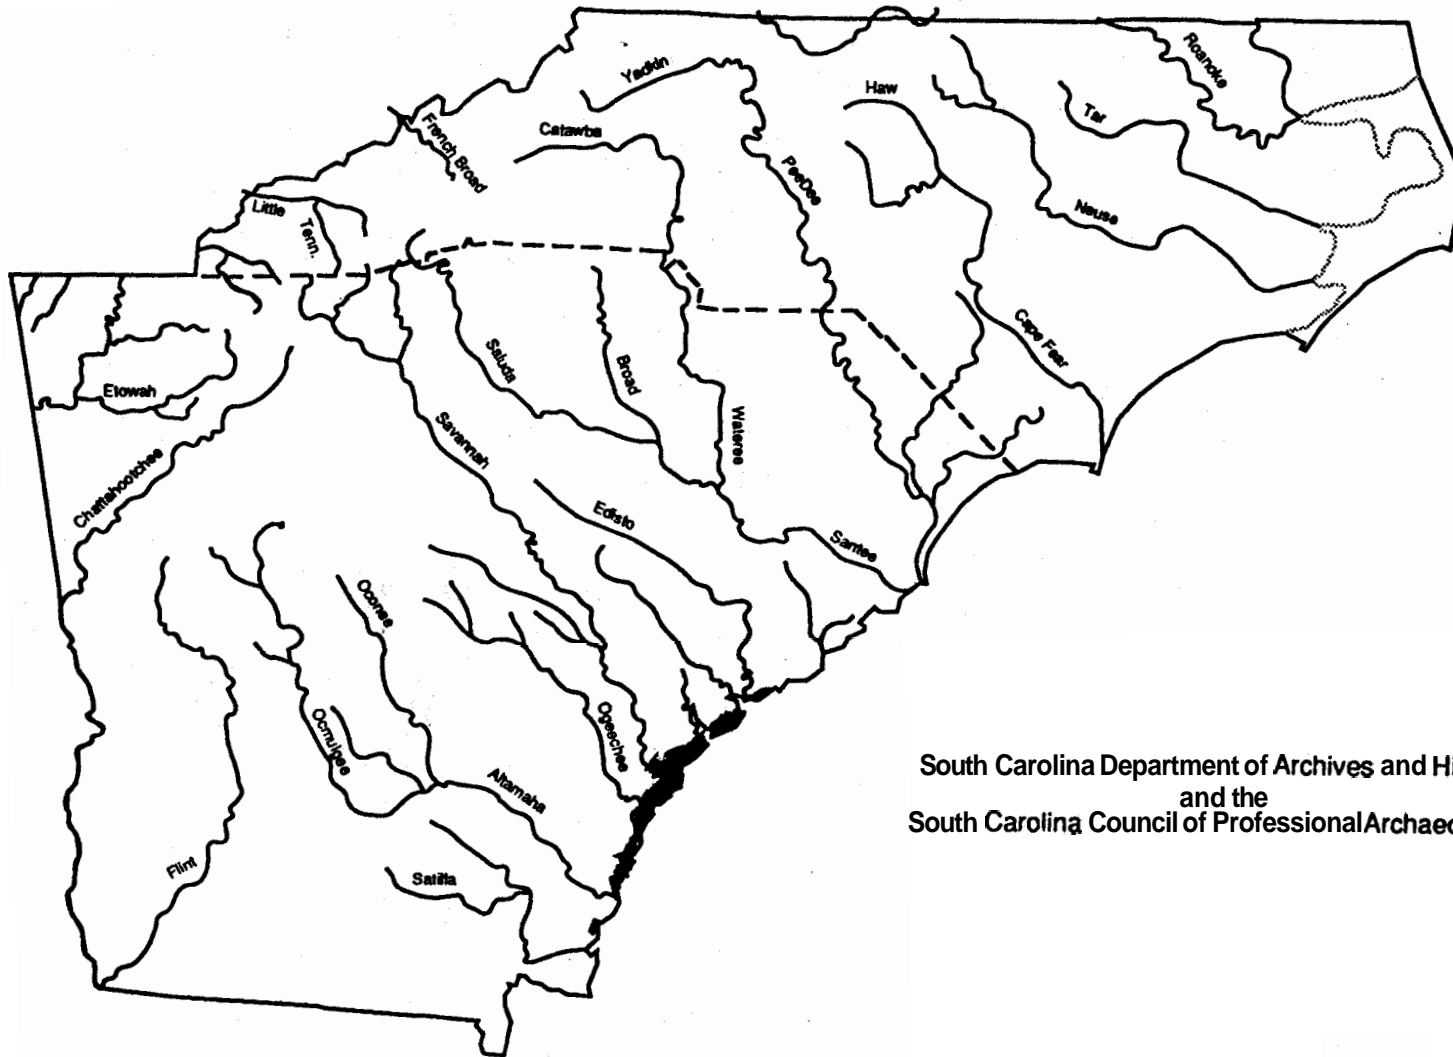 Yadkin
Haw
Roanoke
Tar
French Broad
Catawba
PeeDee
Neuse
Little
Tenn.
Cape Fear
Saluda
Broad
Etowah
Savannah
Wateree
Chattahootchee
Edisto
Santee
Oconee
Ocmulgee
Ogeechee
Altamaha
Flint
Satilla
South Carolina Department of Archives and Hi
and the
South Carolina Council of Professional Archaeo